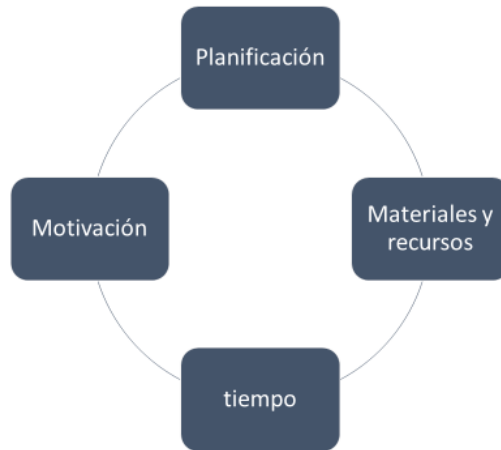 Planificación
Motivación
Materiales y
recursos
tiempo